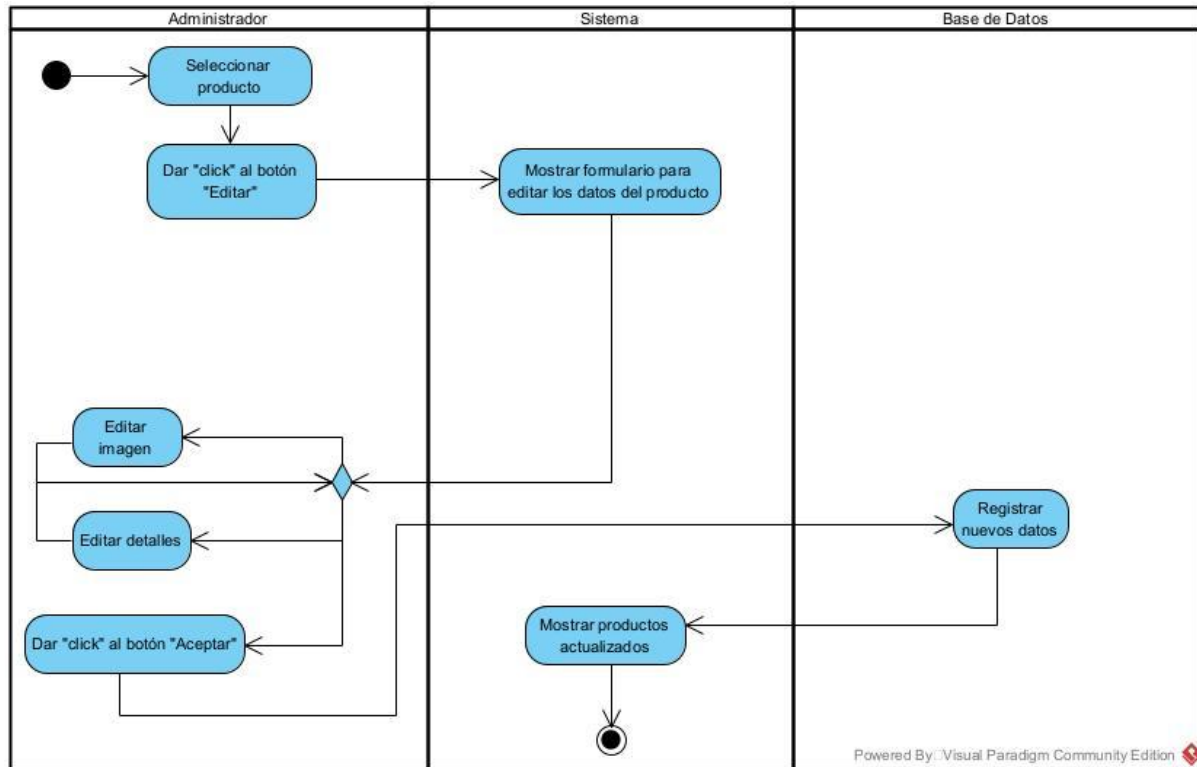 Administrador
Sistema
Base de Datos
Seleccionar
producto
Dar "click" al botón
"Editar"
Mostrar formulario para
editar los datos del producto
Editar
imagen
Editar detalles
Registrar
nuevos datos
Dar "click" al botón "Aceptar"
Mostrar productos
actualizados
Powered By Visual Paradigm Community Edition